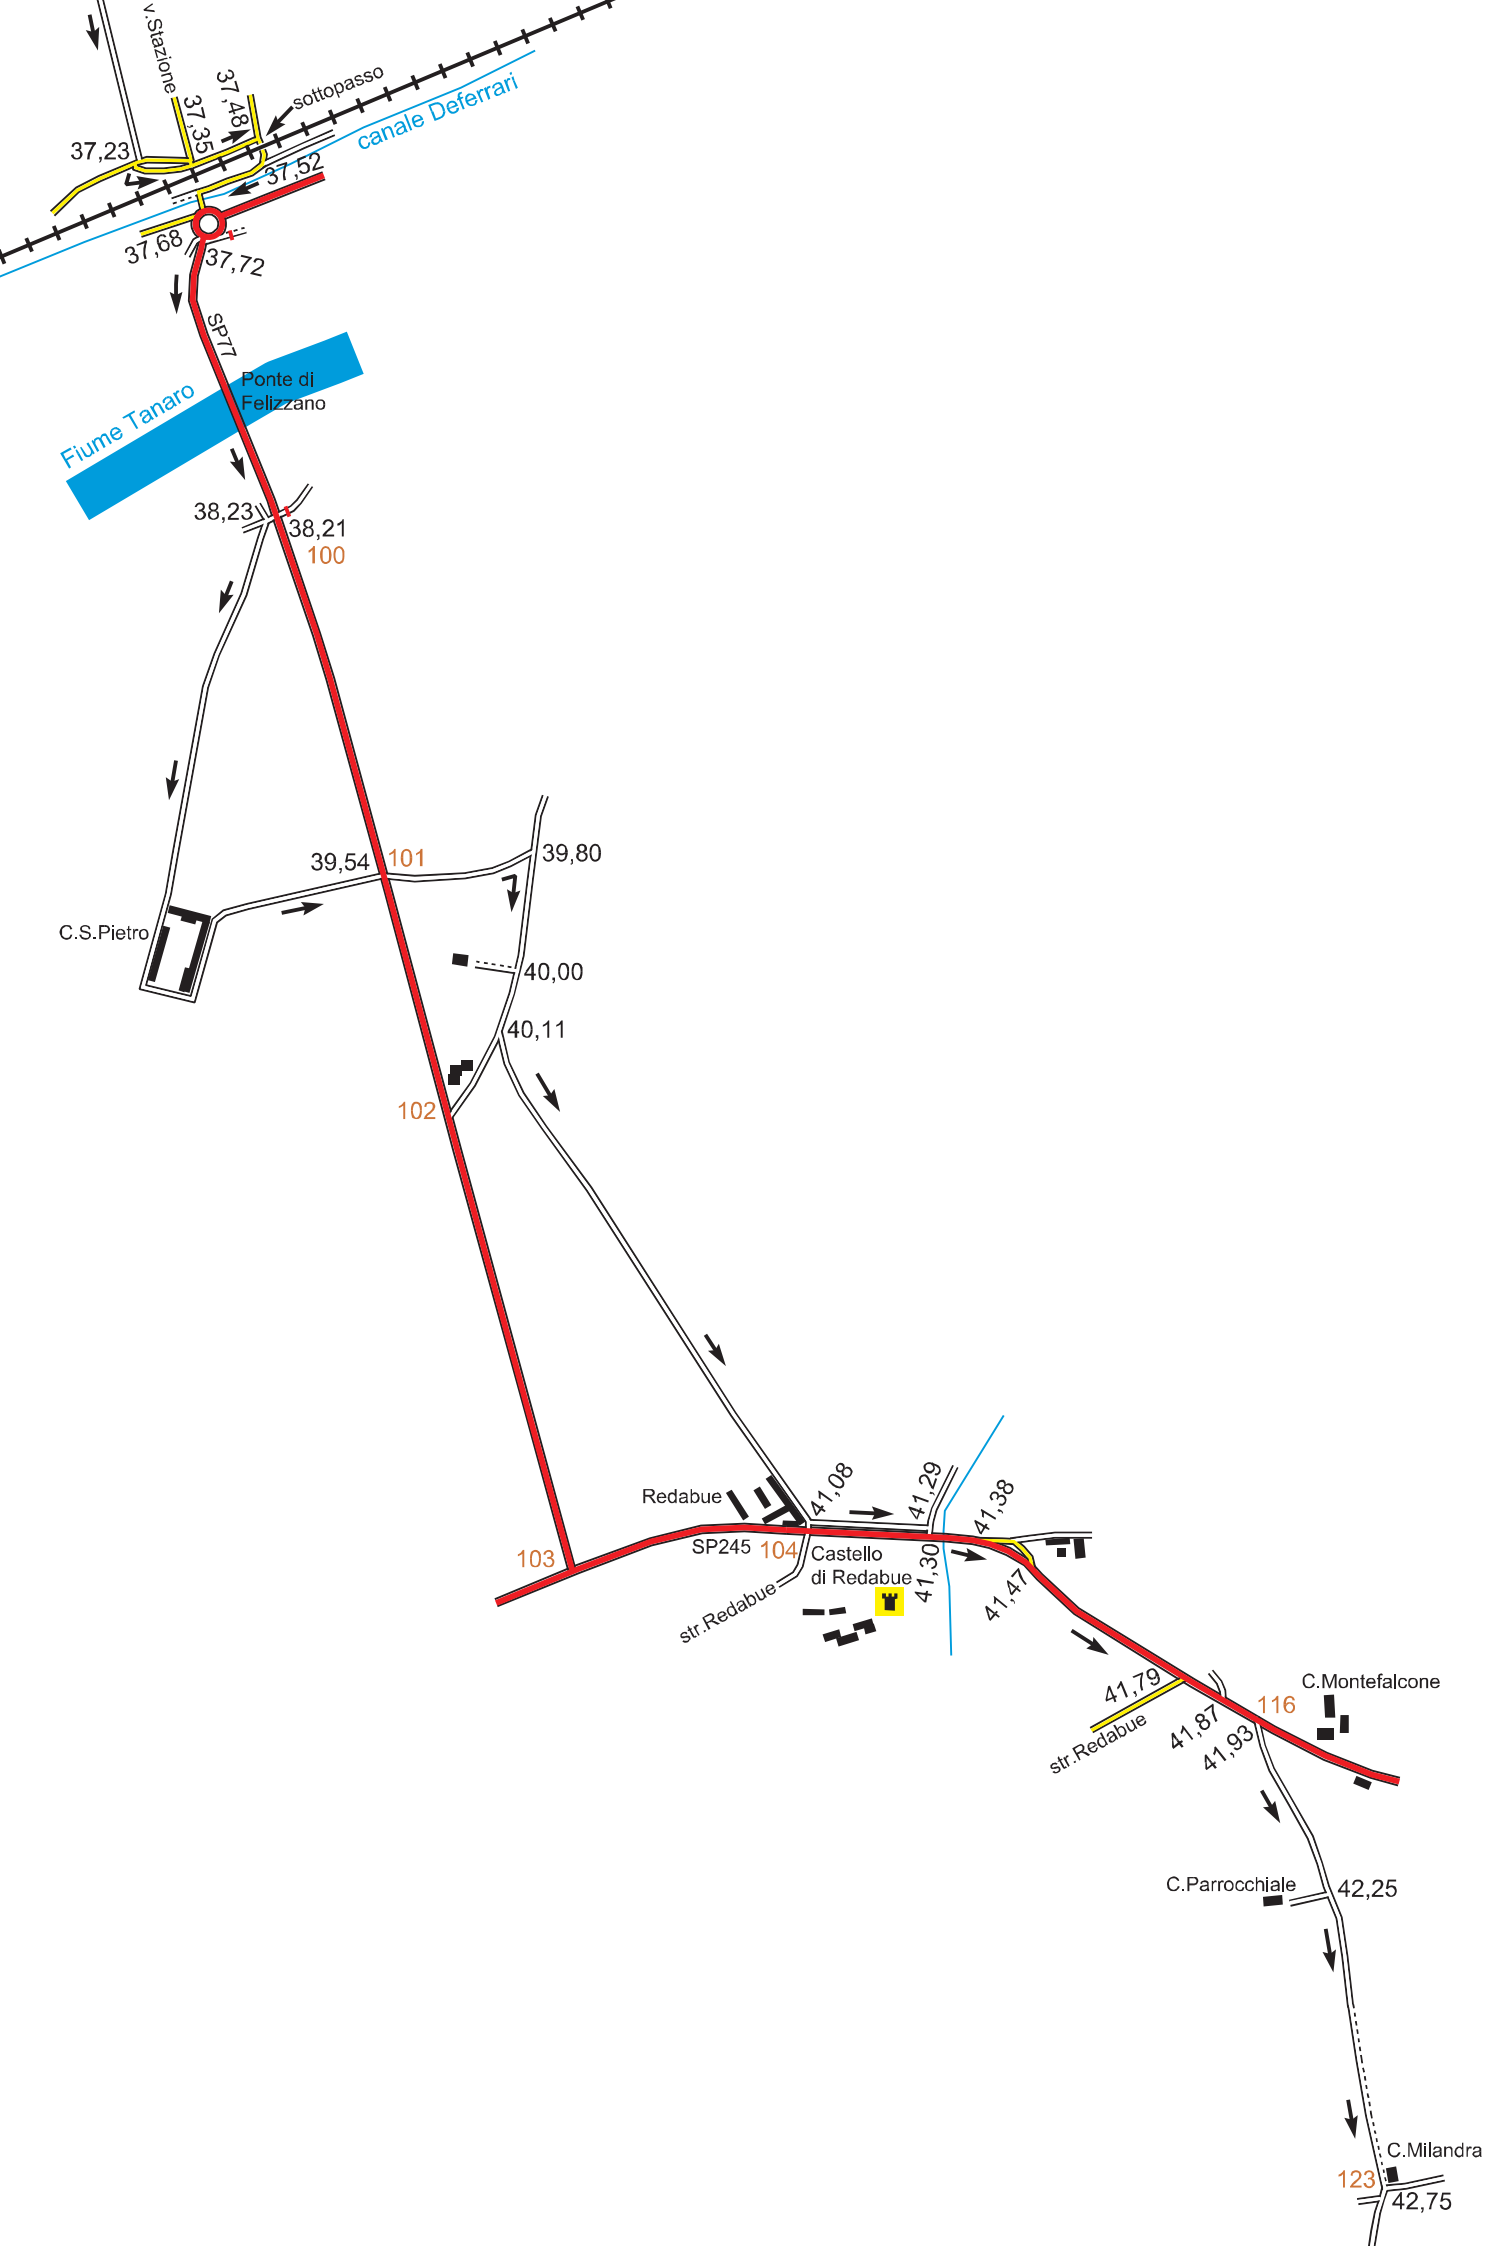 v.Stazione
37,48
sottopasso
37,35
canale Deferrari
37,23
37,52
37,68
37,72
SP77
Ponte di
Felizzano
Fiume Tanaro
38,23
38,21
100
39,54
101
39,80
C.S.Pietro
40,00
40,11
102
41,08
41,29
41,38
Redabue
SP245
104
103
Castello
di Redabue
41,30
41,47
str.Redabue
41,79
C.Montefalcone
116
41,87
41,93
str.Redabue
C.Parrocchiale
42,25
C.Milandra
123
42,75